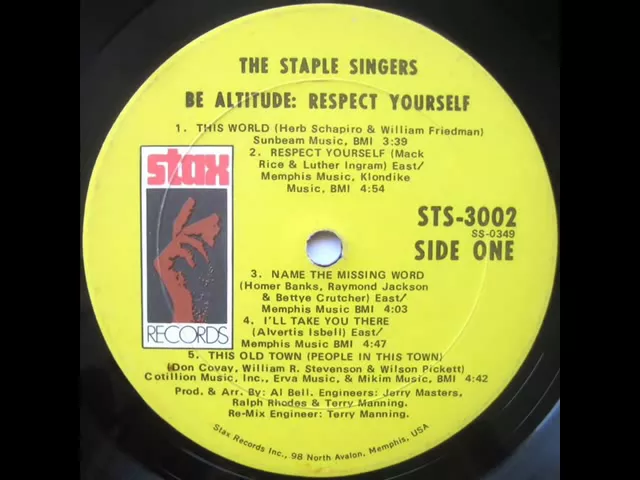 THE STAPLE SINGERS
BE ALTITUDE: RESPECT YOURSELF
1. THIS WORLD (Herb Schapiro & William Friedman)
Sunbeam Music, BMI 3:39
2. RESPECT YOURSELF (Mack
Rice & Luther Ingram) East/
Memphis Music, Klondike
Music, BMI 4:54
stax
RECORDS
STS-3002
SS-0349
SIDE ONE
3. NAME THE MISSING WORD
(Homer Banks, Raymond Jackson
& Bettye Crutcher) East/
Memphis Music BMI 4:03
4. I'LL TAKE YOU THERE
(Alvertis Isbell) East/
Memphis Music BMI 4:47
5. THIS OLD TOWN (PEOPLE IN THIS TOWN)
(Don Covay, William R. Stevenson & Wilson Pickett)
Cotillion Music, Inc., Erva Music, & Mikim Music, BMI 4:42
Prod. & Arr. By: Al Bell. Engineers: Jerry Masters,
Ralph Rhodes & Terry Manning.
Re-Mix Engineer: Terry Manning.
Stax Records Inc., 98 North Avalon, Memphis, USA